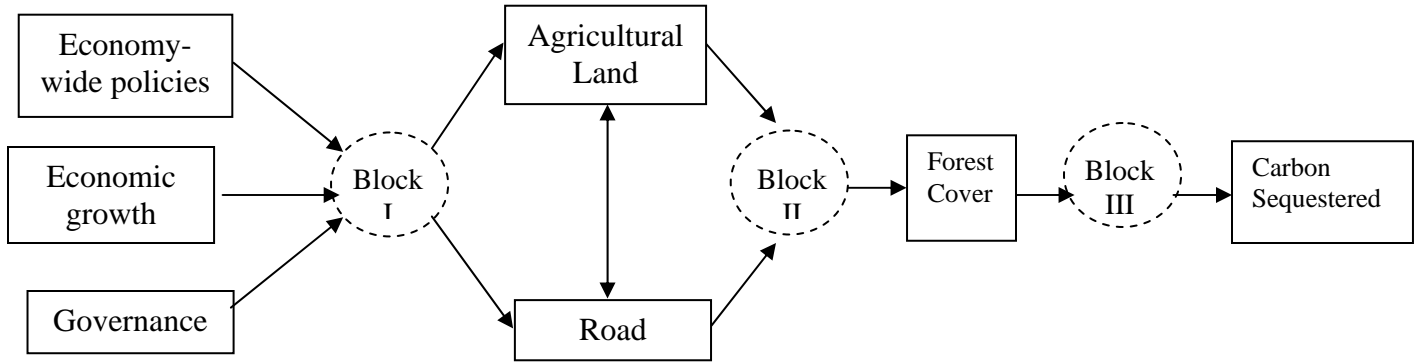 Economy-
wide policies
Economic
growth
Governance
Block
I
Agricultural
Land
Road
Block
II
Forest
Cover
Block
III
Carbon
Sequestered